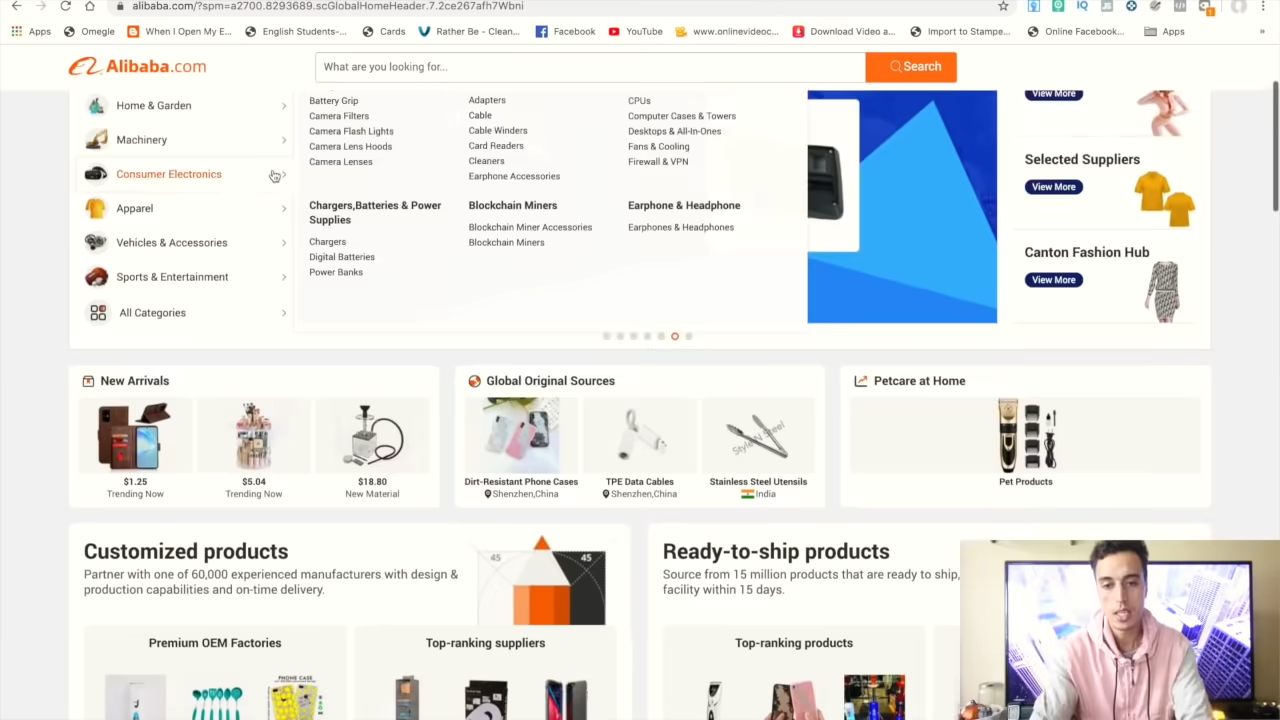 alibaba.com/?spm=a2700.8293689.scGlobalHomeHeader.7.2ce267afh7Wbni
Apps
Omegle
When I Open My E...
English Students-...
Cards
Rather Be - Clean...
Facebook
YouTube
www.onlinevideoc...
Download Video a...
Import to Stampe...
Online Facebook...
Apps
Alibaba.com
What are you looking for...
Search
Home & Garden
Machinery
Consumer Electronics
Apparel
Vehicles & Accessories
Sports & Entertainment
All Categories
Battery Grip
Camera Filters
Camera Flash Lights
Camera Lens Hoods
Camera Lenses
Adapters
Cable
Cable Winders
Card Readers
Cleaners
Earphone Accessories
CPUs
Computer Cases & Towers
Desktops & All-In-Ones
Fans & Cooling
Firewall & VPN
Chargers,Batteries & Power
Supplies
Chargers
Digital Batteries
Power Banks
Blockchain Miners
Blockchain Miner Accessories
Blockchain Miners
Earphone & Headphone
Earphones & Headphones
View More
Selected Suppliers
View More
Canton Fashion Hub
View More
New Arrivals
$1.25
Trending Now
$5.04
Trending Now
$18.80
New Material
Global Original Sources
Dirt-Resistant Phone Cases
Shenzhen,China
TPE Data Cables
Shenzhen,China
Style N Steel
Stainless Steel Utensils
India
Petcare at Home
Pet Products
Customized products
Partner with one of 60,000 experienced manufacturers with design &
production capabilities and on-time delivery.
45
45
Premium OEM Factories
PHONE CASE
Top-ranking suppliers
Ready-to-ship products
Source from 15 million products that are ready to ship,
facility within 15 days.
Top-ranking products